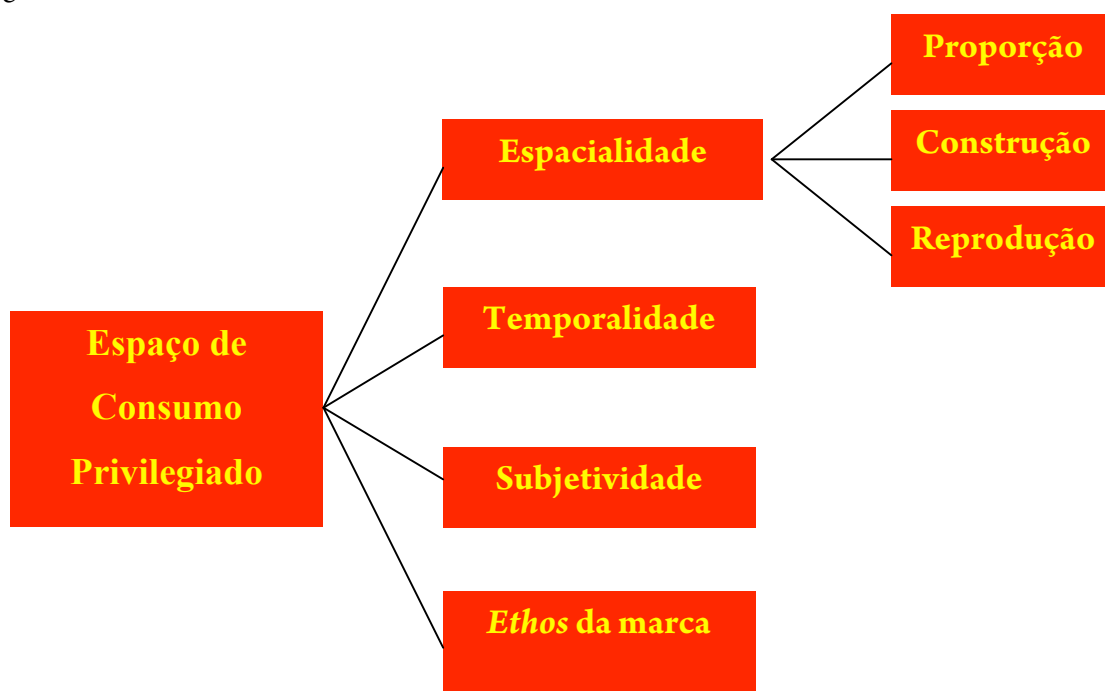 Espaço de
Consumo
Privilegiado
Espacialidade
Temporalidade
Subjetividade
Ethos da marca
Proporção
Construção
Reprodução